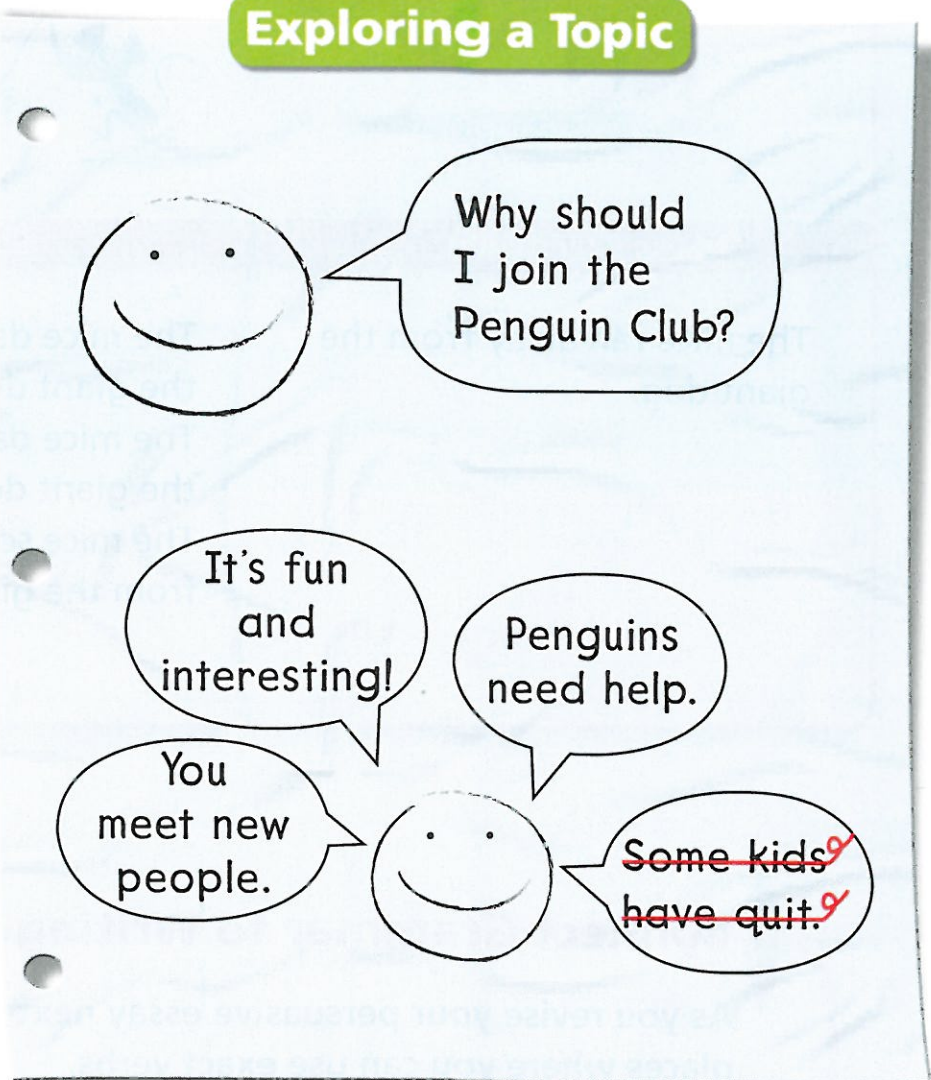 Exploring a Topic
Why should
I join the
Penguin Club?
It's fun
and
interesting!
Penguins
need help.
You
meet new
people.
Some kids
have quit.